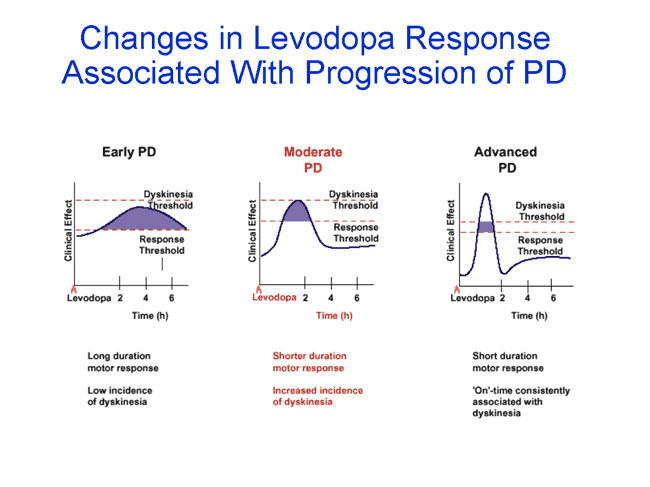 Changes in Levodopa Response
Associated With Progression of PD
Early PD
Clinical Effect
Dyskinesia
Threshold
Response
Threshold
Levodopa 2 4 6
Time (h)
Long duration
motor response
Low incidence
of dyskinesia
Moderate
PD
Clinical Effect
Dyskinesia
Threshold
Response
Threshold
Levodopa 2 4 6
Time (h)
Shorter duration
motor response
Increased incidence
of dyskinesia
Advanced
PD
Clinical Effect
Dyskinesia
Threshold
Response
Threshold
Levodopa 2 4 6
Time (h)
Short duration
motor response
'On'-time consistently
associated with
dyskinesia